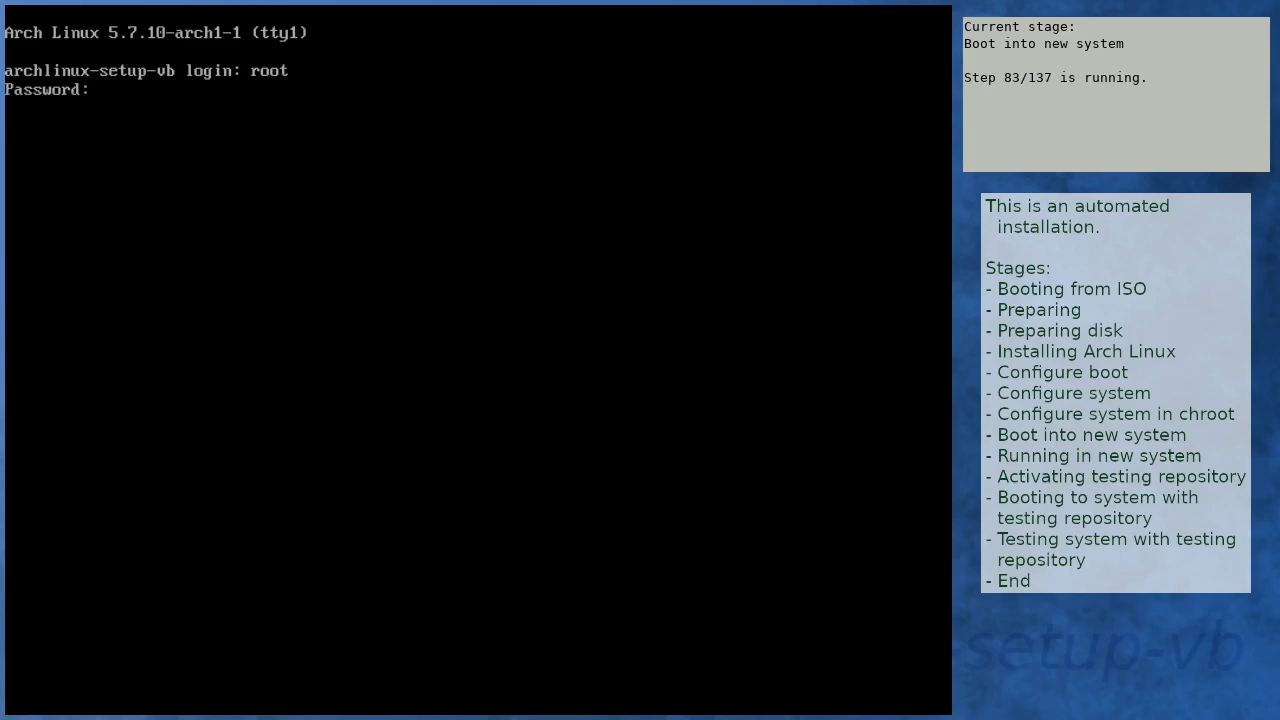 Arch Linux 5.7.10-arch1-1 (tty1)
archlinux-setup-vb login: root
Password:
Current stage:
Boot into new system
Step 83/137 is running.
This is an automated
installation.
Stages:
- Booting from ISO
- Preparing
- Preparing disk
- Installing Arch Linux
- Configure boot
- Configure system
- Configure system in chroot
- Boot into new system
- Running in new system
- Activating testing repository
- Booting to system with
testing repository
- Testing system with testing
repository
- End
-setup-vb